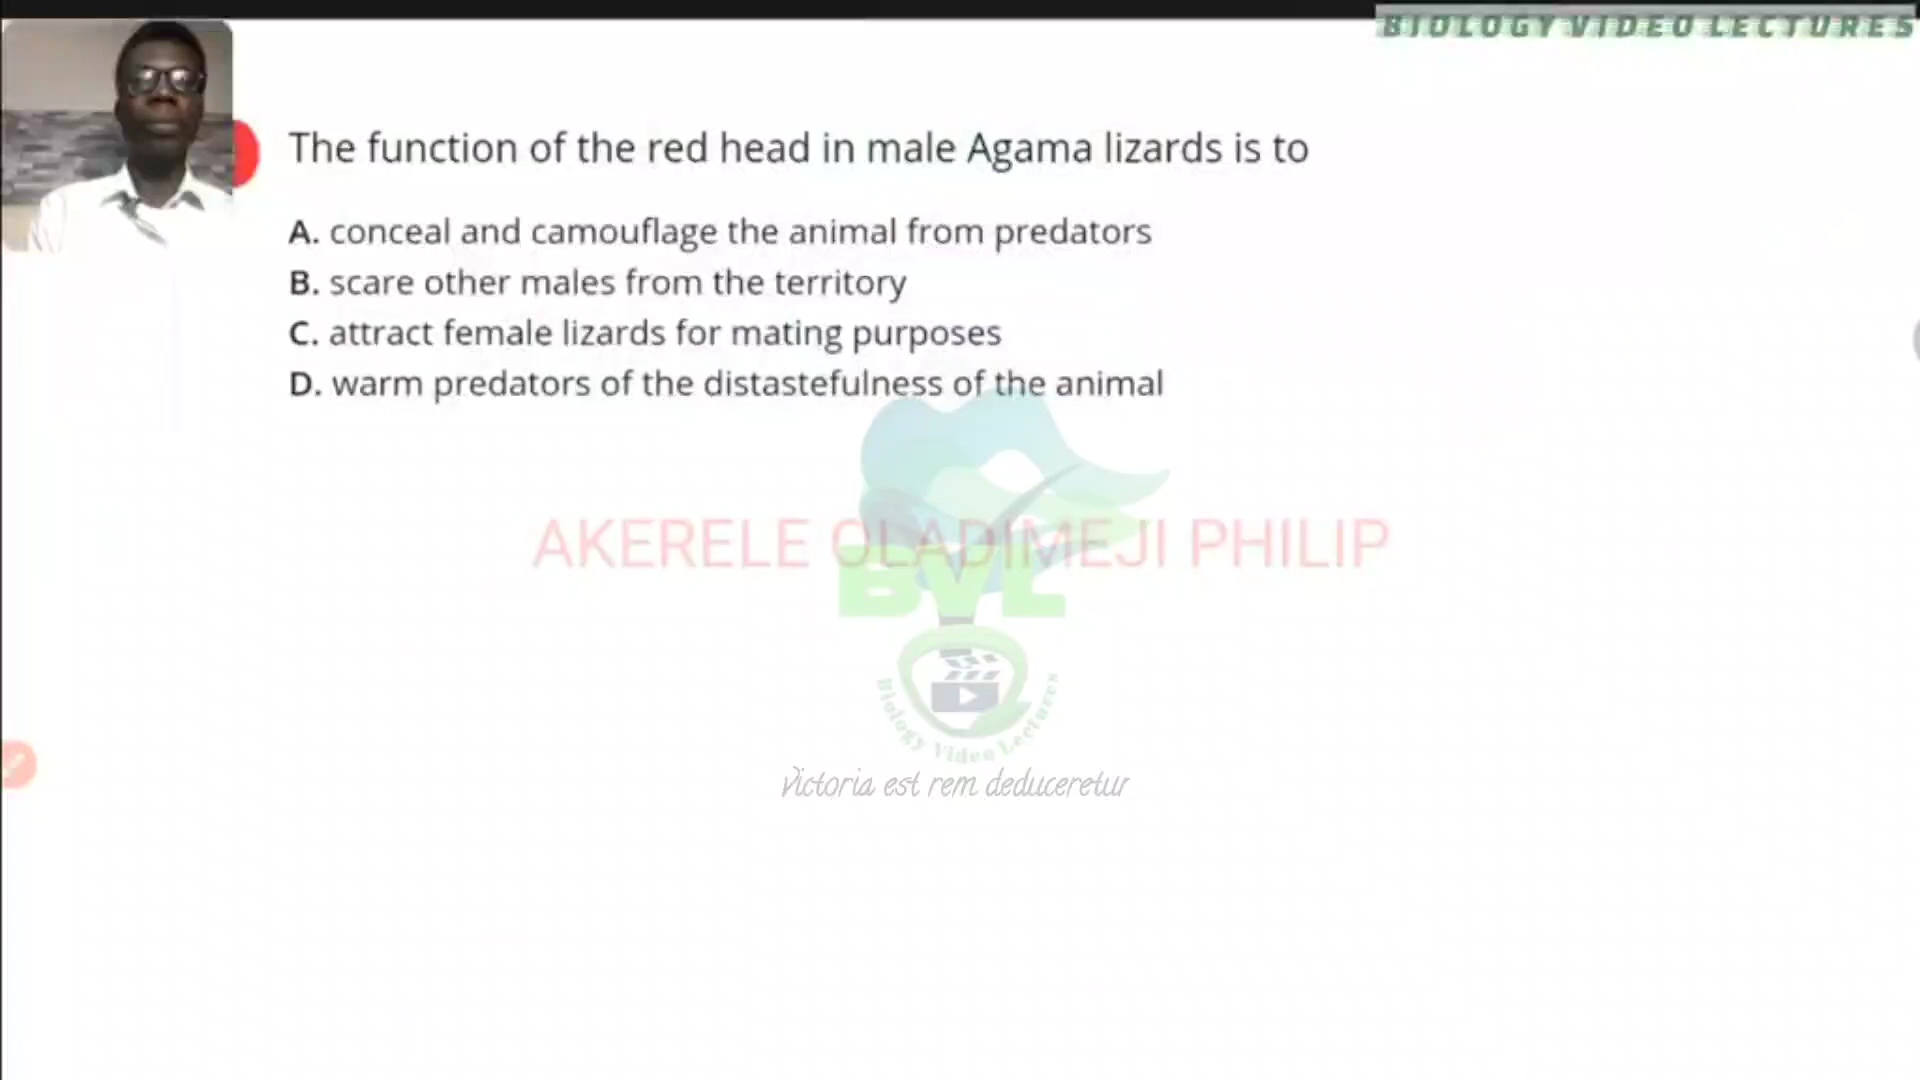 BIOLOGY VIDEO LECTURES
The function of the red head in male Agama lizards is to
A. conceal and camouflage the animal from predators
B. scare other males from the territory
C. attract female lizards for mating purposes
D. warm predators of the distastefulness of the animal
AKERELE OLADIMEJI PHILIP
BVL
Biology Video Lectures
Victoria est rem deduceretur